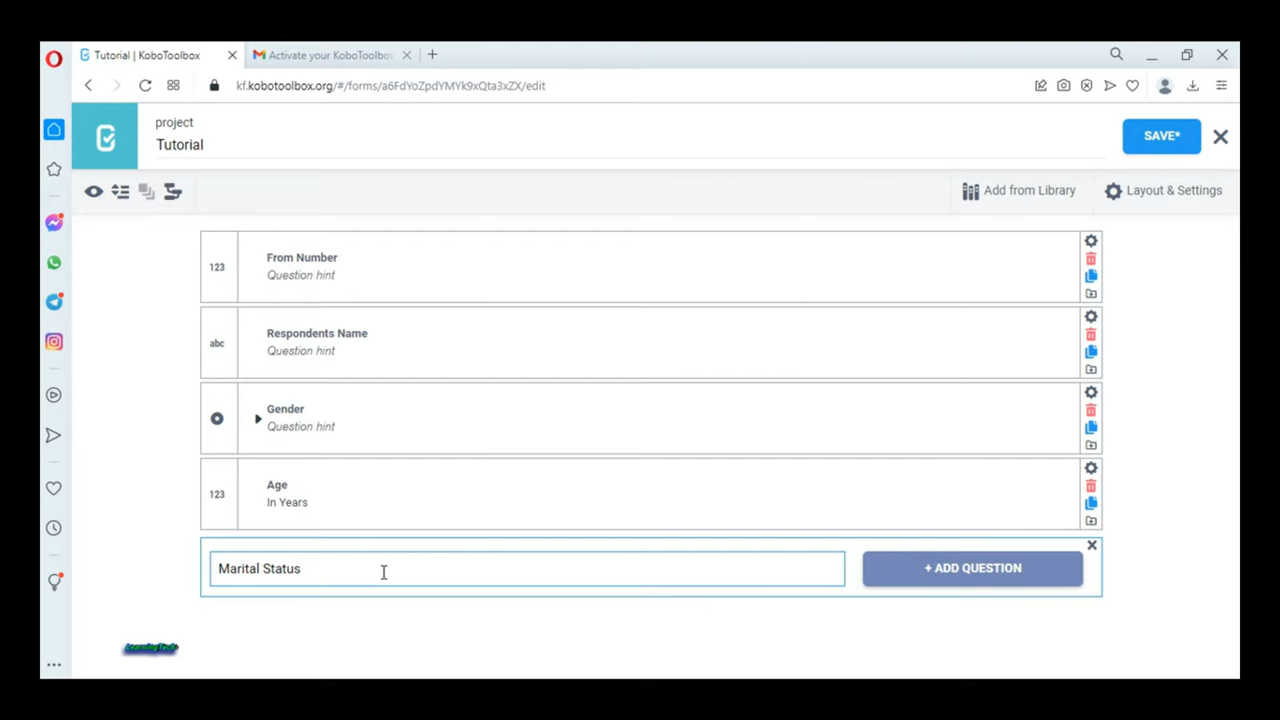 Tutorial | KoboToolbox
Activate your KoboToolbo
kf.kobotoolbox.org/#/forms/a6FdYoZpdYMYk9xQta3xZX/edit
project
Tutorial
SAVE*
Add from Library
Layout & Settings
123
From Number
Question hint
abc
Respondents Name
Question hint
Gender
Question hint
123
Age
In Years
Marital Status
+ ADD QUESTION
LearningTech